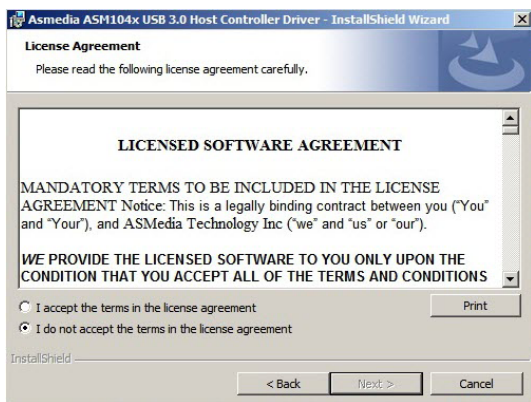 Asmedia ASM104x USB 3.0 Host Controller Driver - InstallShield Wizard
License Agreement
Please read the following license agreement carefully.
LICENSED SOFTWARE AGREEMENT
MANDATORY TERMS TO BE INCLUDED IN THE LICENSE
AGREEMENT Notice: This is a legally binding contract between you ("You"
and "Your"), and ASMedia Technology Inc ("we" and "us" or "our").
WE PROVIDE THE LICENSED SOFTWARE TO YOU ONLY UPON THE
CONDITION THAT YOU ACCEPT ALL OF THE TERMS AND CONDITIONS
I accept the terms in the license agreement
Print
I do not accept the terms in the license agreement
InstallShield
< Back
Next >
Cancel